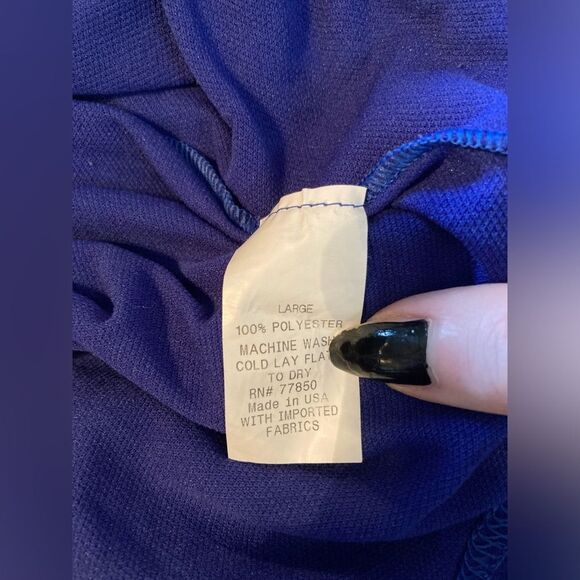 LARGE
100% POLYESTER
MACHINE WASH
COLD LAY FLAT
TO DRY
RN# 77850
Made in USA
WITH IMPORTED
FABRICS